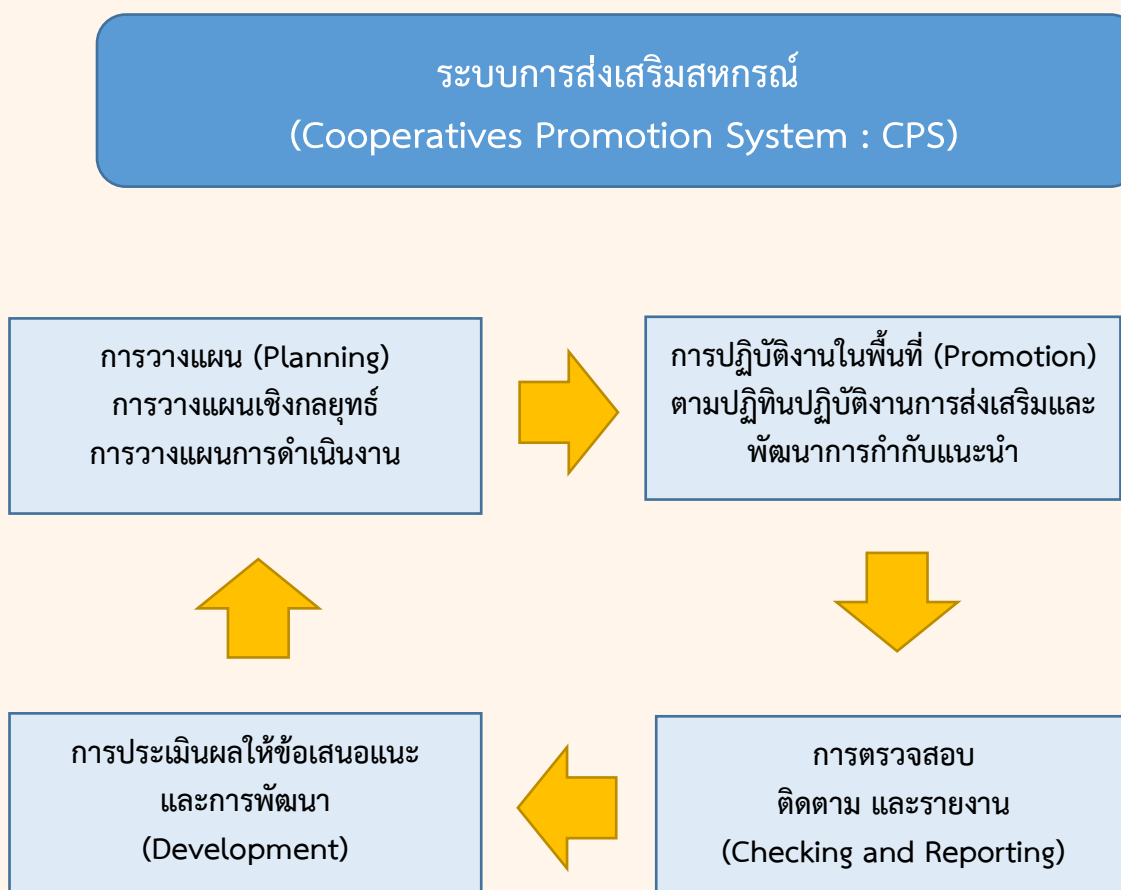 ระบบการส่งเสริมสหกรณ์
(Cooperatives Promotion System : CPS)
การวางแผน (Planning)
การวางแผนเชิงกลยุทธ์
การวางแผนการดำเนินงาน
การปฏิบัติงานในพื้นที่ (Promotion)
ตามปฏิทินปฏิบัติงานการส่งเสริมและ
พัฒนาการกำกับแนะนำ
การประเมินผลให้ข้อเสนอแนะ
และการพัฒนา
(Development)
การตรวจสอบ
ติดตาม และรายงาน
(Checking and Reporting)